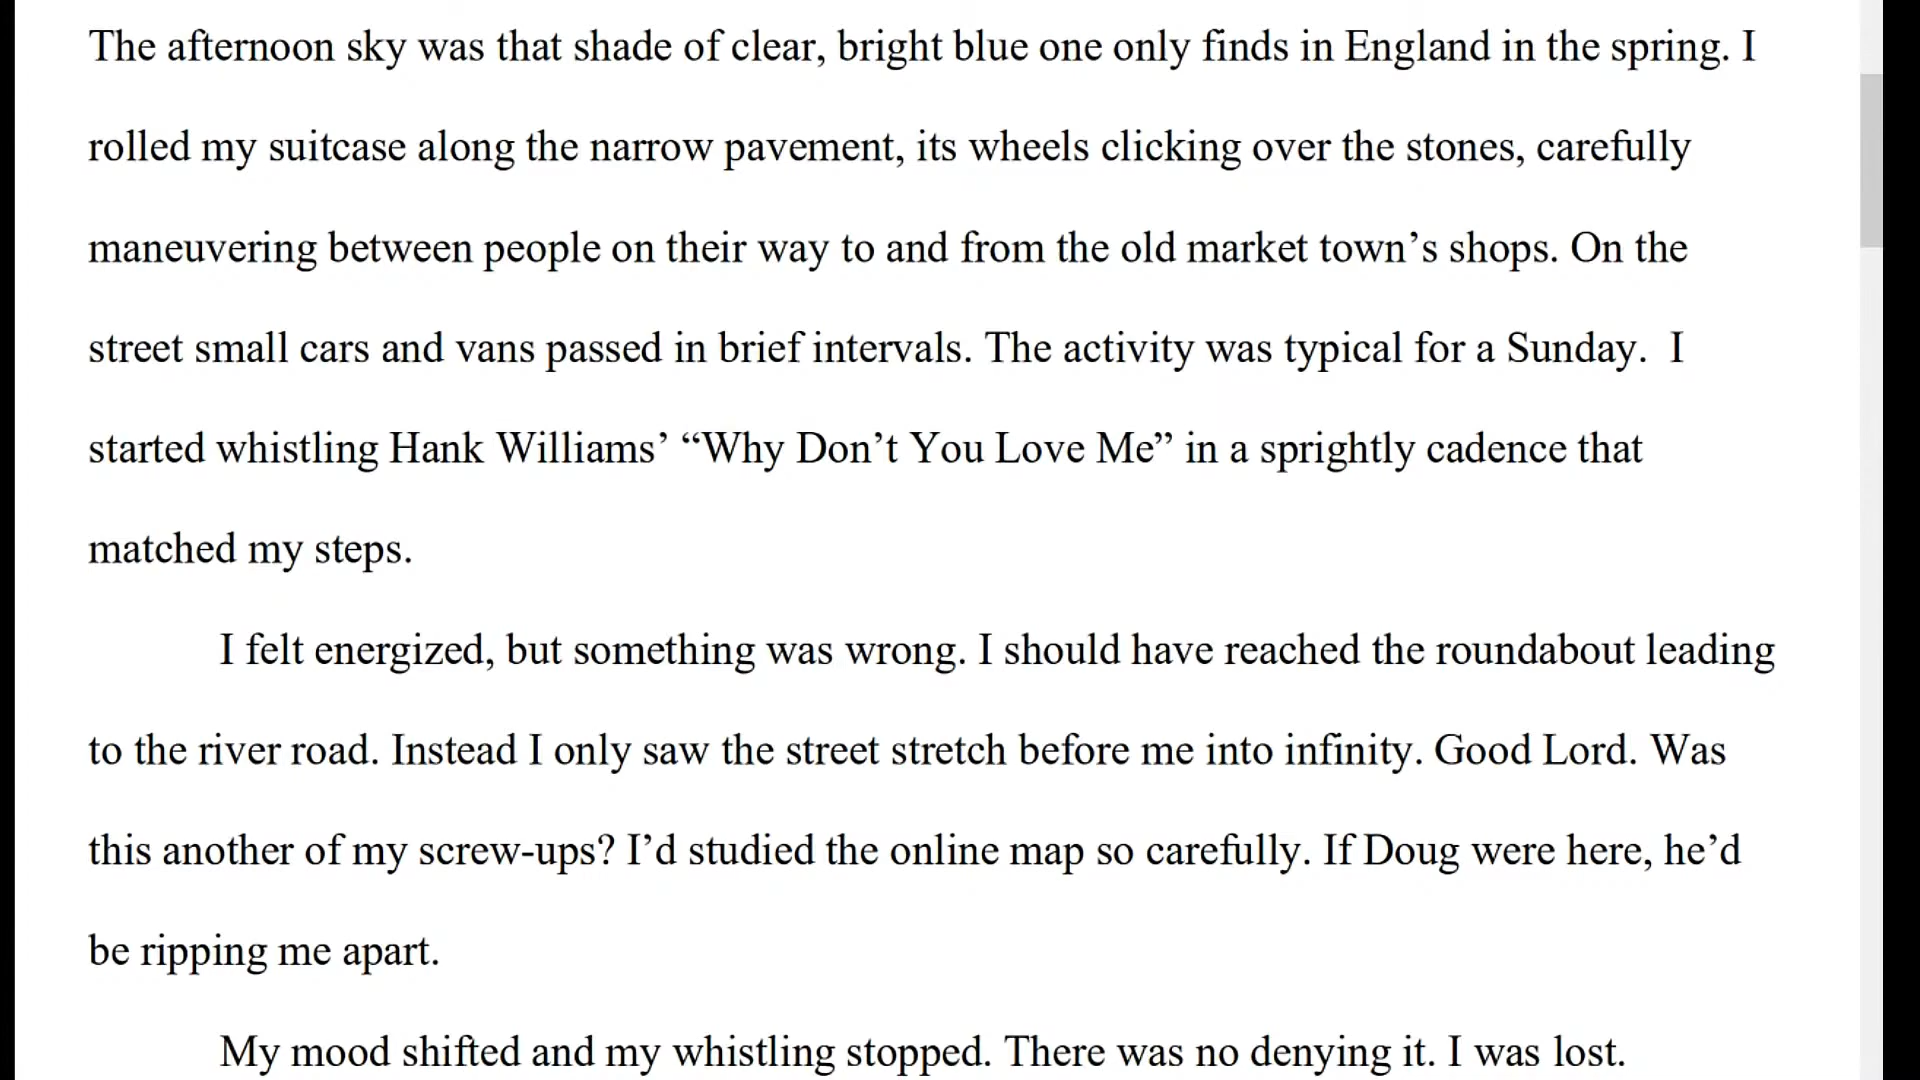 The afternoon sky was that shade of clear, bright blue one only finds in England in the spring. I
rolled my suitcase along the narrow pavement, its wheels clicking over the stones, carefully
maneuvering between people on their way to and from the old market town’s shops. On the
street small cars and vans passed in brief intervals. The activity was typical for a Sunday.  I
started whistling Hank Williams’ “Why Don’t You Love Me” in a sprightly cadence that
matched my steps.
I felt energized, but something was wrong. I should have reached the roundabout leading
to the river road. Instead I only saw the street stretch before me into infinity. Good Lord. Was
this another of my screw-ups? I’d studied the online map so carefully. If Doug were here, he’d
be ripping me apart.
My mood shifted and my whistling stopped. There was no denying it. I was lost.